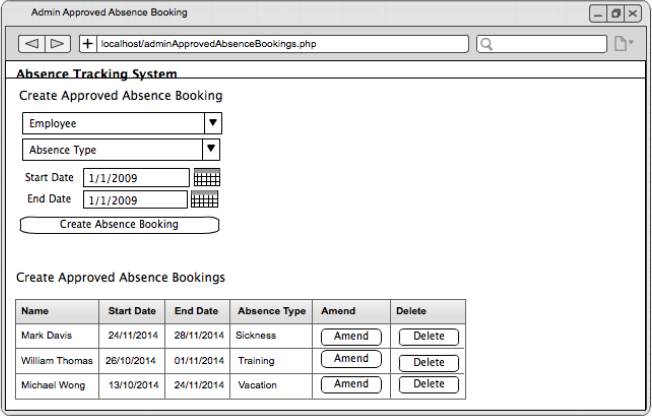 Admin Approved Absence Booking
localhost/adminApprovedAbsenceBookings.php
Absence Tracking System
Create Approved Absence Booking
Employee
Absence Type
Start Date 1/1/2009
End Date 1/1/2009
Create Absence Booking
Create Approved Absence Bookings
Name Start Date End Date Absence Type Amend Delete
Mark Davis 24/11/2014 28/11/2014 Sickness Amend Delete
William Thomas 26/10/2014 01/11/2014 Training Amend Delete
Michael Wong 13/10/2014 24/11/2014 Vacation Amend Delete